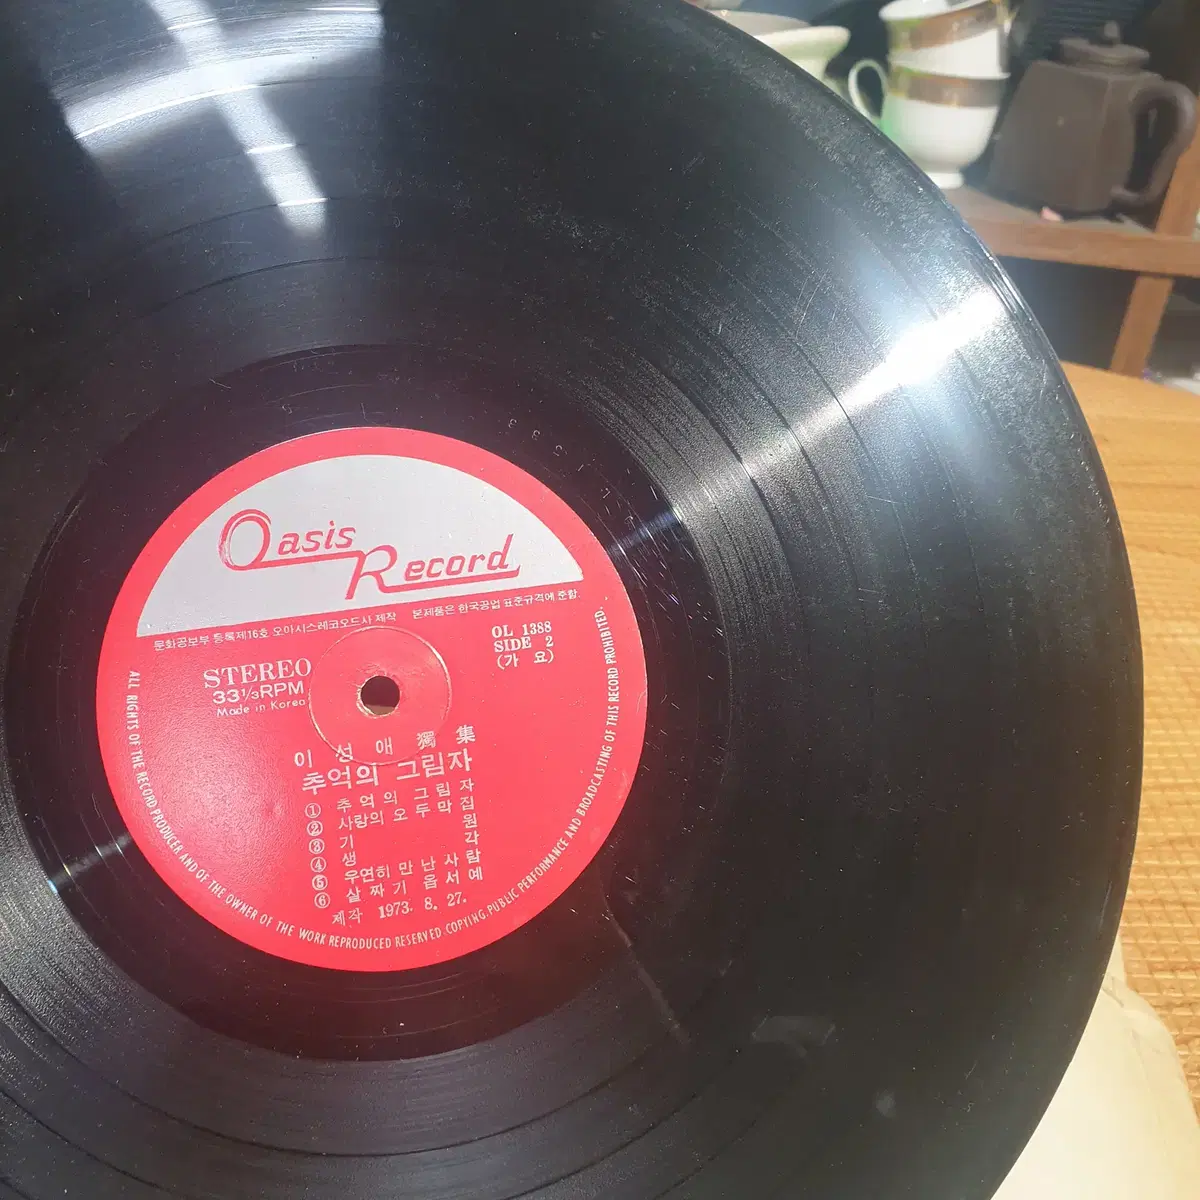 Oasis
Record
문화공보부 등록제16호 오아시스레코오드사 제작 본제품은 한국공업 표준규격에 준함.
STEREO
33 1/3 RPM
Made in Korea
OL 1388
SIDE 2
(가 요)
이 성 애 獨 集
추억의 그림자
① 추 억 의 그 림 자
② 사랑의 오 두 막 집
③ 기 원
④ 생 각
⑤ 우연히 만 난 사 람
⑥ 살 짜 기 옵 서 예
제작 1973. 8. 27.
ALL RIGHTS OF THE RECORD PRODUCER AND OF THE OWNER OF THE WORK REPRODUCED RESERVED. COPYING, PUBLIC PERFORMANCE AND BROADCASTING OF THIS RECORD PROHIBITED.